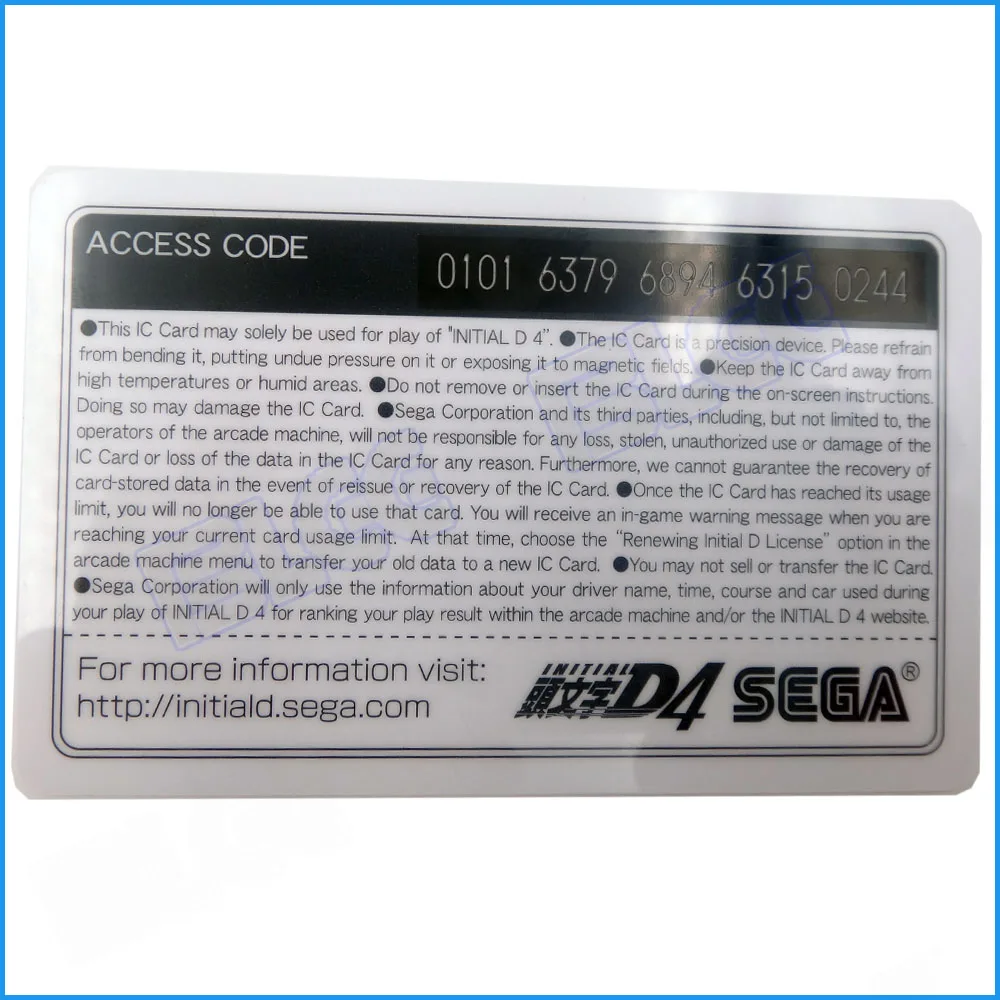 ACCESS CODE
0101 6379 6894 6315 0244
●This IC Card may solely be used for play of "INITIAL D 4". ●The IC Card is a precision device. Please refrain
from bending it, putting undue pressure on it or exposing it to magnetic fields. ●Keep the IC Card away from
high temperatures or humid areas. ●Do not remove or insert the IC Card during the on-screen instructions.
Doing so may damage the IC Card. ●Sega Corporation and its third parties, including, but not limited to, the
operators of the arcade machine, will not be responsible for any loss, stolen, unauthorized use or damage of the
IC Card or loss of the data in the IC Card for any reason. Furthermore, we cannot guarantee the recovery of
card-stored data in the event of reissue or recovery of the IC Card. ●Once the IC Card has reached its usage
limit, you will no longer be able to use that card. You will receive an in-game warning message when you are
reaching your current card usage limit. At that time, choose the “Renewing Initial D License” option in the
arcade machine menu to transfer your old data to a new IC Card. ●You may not sell or transfer the IC Card.
●Sega Corporation will only use the information about your driver name, time, course and car used during
your play of INITIAL D 4 for ranking your play result within the arcade machine and/or the INITIAL D 4 website.
For more information visit:
http://initiald.sega.com
INITIAL
頭文字D4 SEGA®